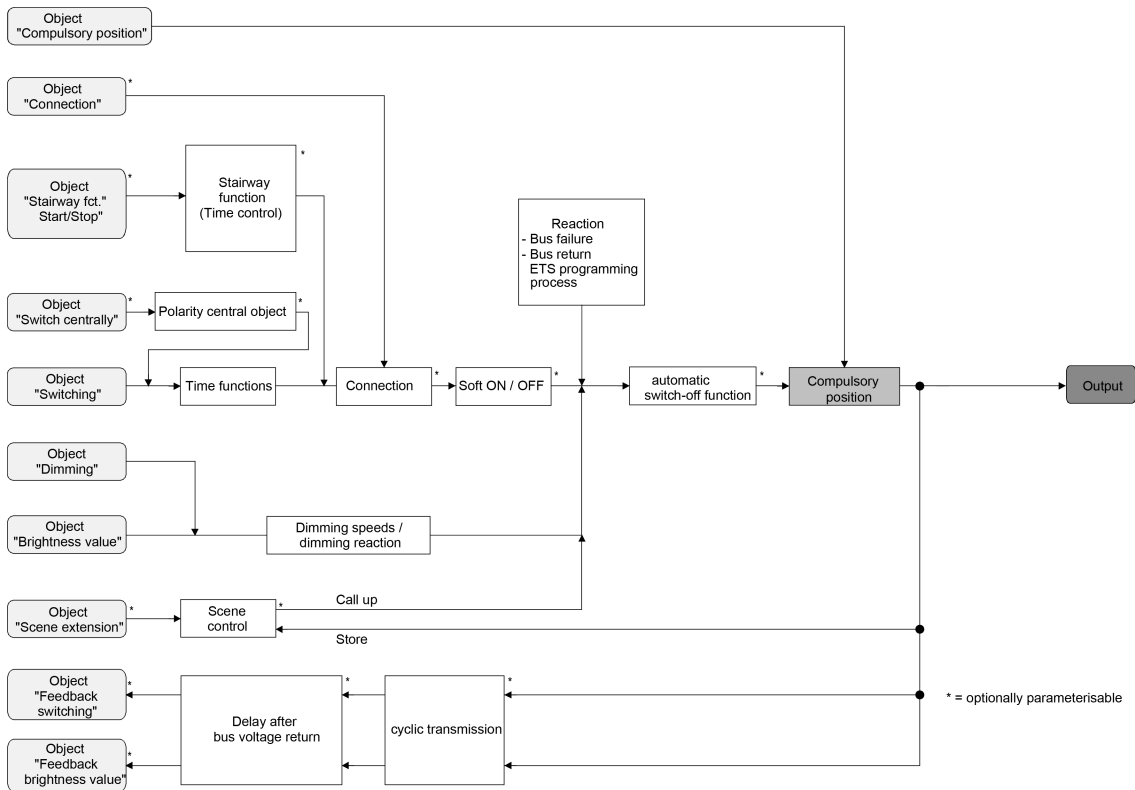 Object
"Compulsory position"
Object
"Connection"
*
Object
"Stairway fct."
Start/Stop"
*
Stairway
function
(Time control)
*
Reaction
- Bus failure
- Bus return
ETS programming
process
Object
"Switch centrally"
*
Polarity central object
*
Object
"Switching"
Time functions
Connection
*
Soft ON / OFF
*
automatic
switch-off function
*
Compulsory
position
Output
Object
"Dimming"
Object
"Brightness value"
Dimming speeds /
dimming reaction
Object
"Scene extension"
*
Scene
control
*
Call up
Store
Object
"Feedback
switching"
*
Delay after
bus voltage return
*
cyclic transmission
*
* = optionally parameterisable
Object
"Feedback
brightness value"
*